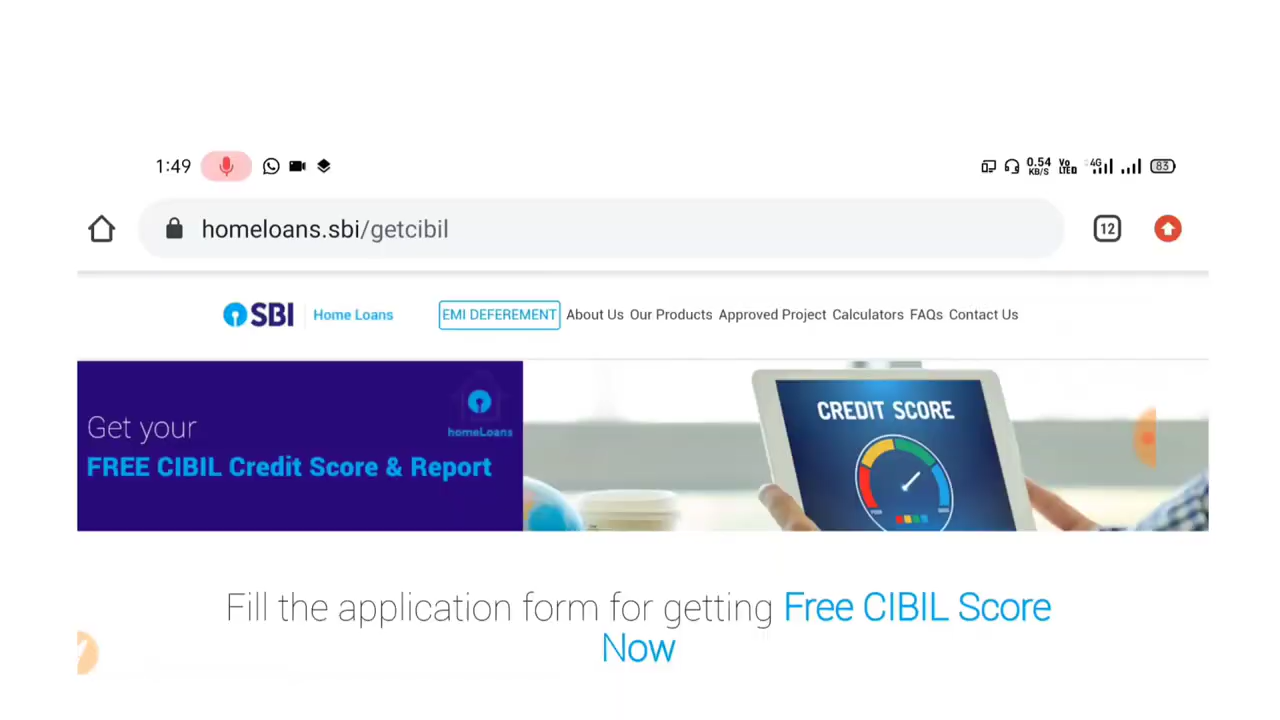 1:49 0.54 KB/S Vo LTE 4G 83
homeloans.sbi/getcibil 12
SBI Home Loans EMI DEFEREMENT About Us Our Products Approved Project Calculators FAQs Contact Us
Get your
homeLoans
FREE CIBIL Credit Score & Report
CREDIT SCORE
Fill the application form for getting Free CIBIL Score
Now